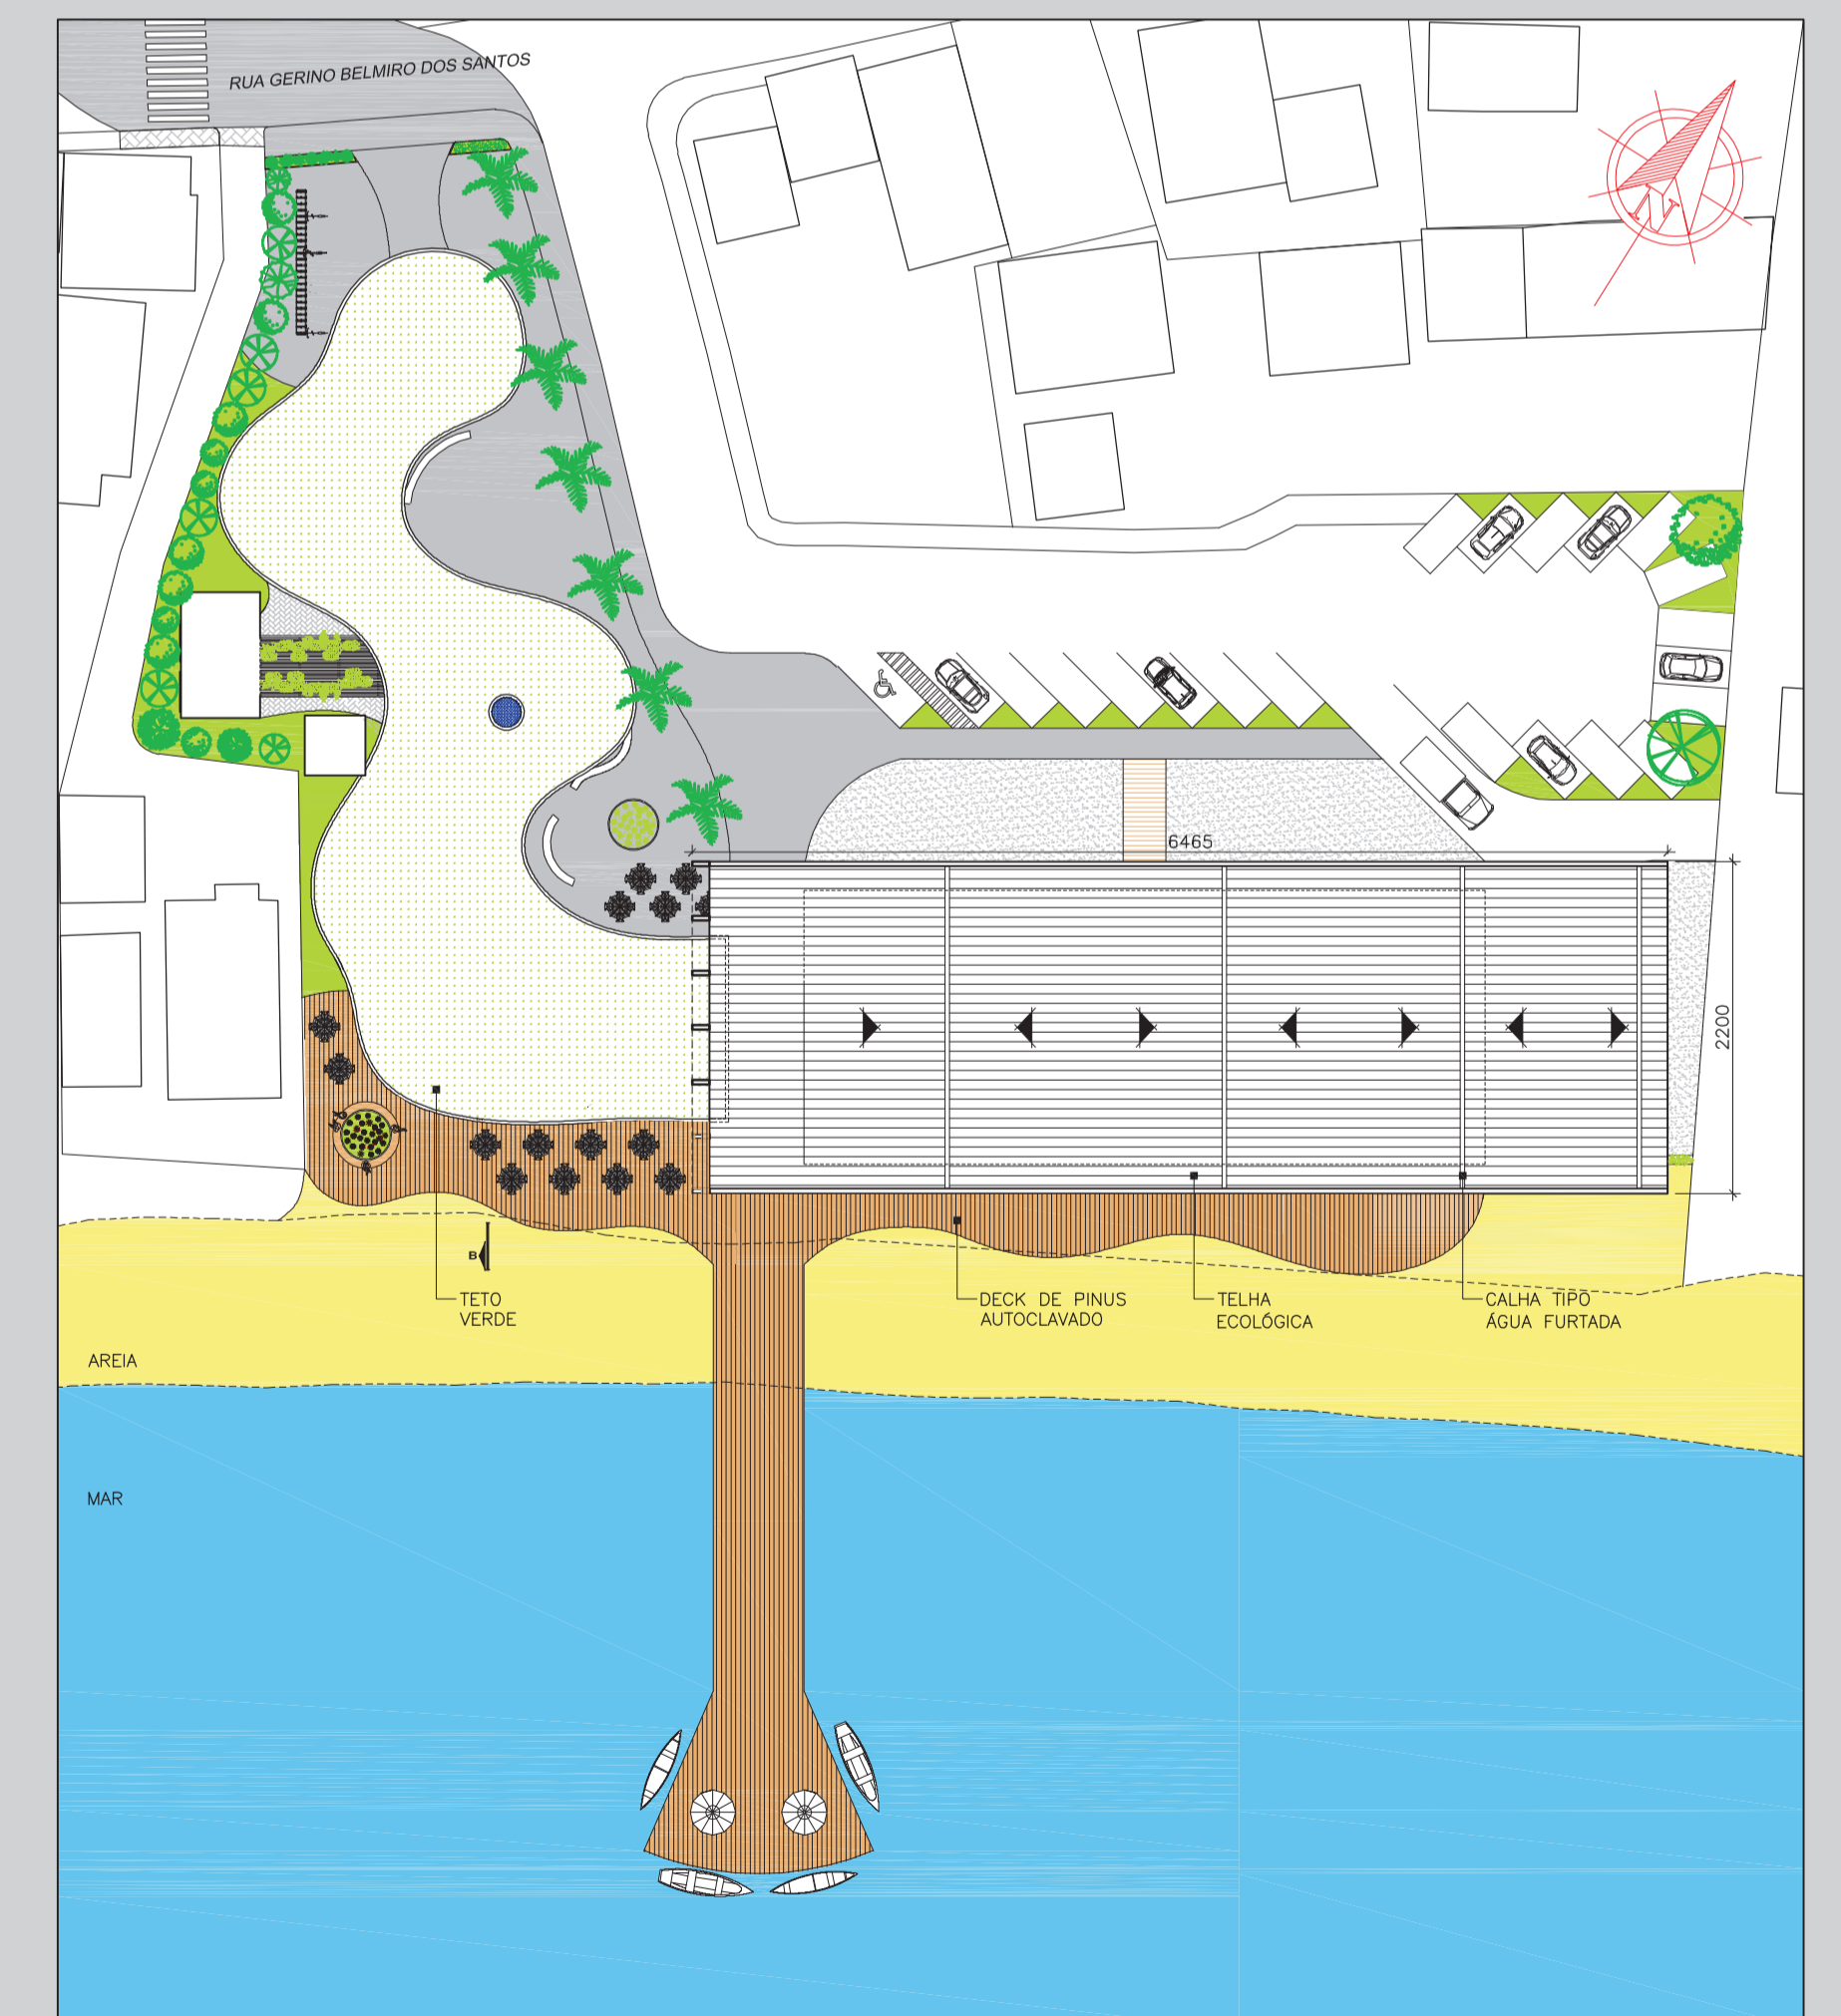 RUA GERINO BELMIRO DOS SANTOS
N
6465
2200
B
TETO
VERDE
DECK DE PINUS
AUTOCLAVADO
TELHA
ECOLÓGICA
CALHA TIPO
ÁGUA FURTADA
AREIA
MAR